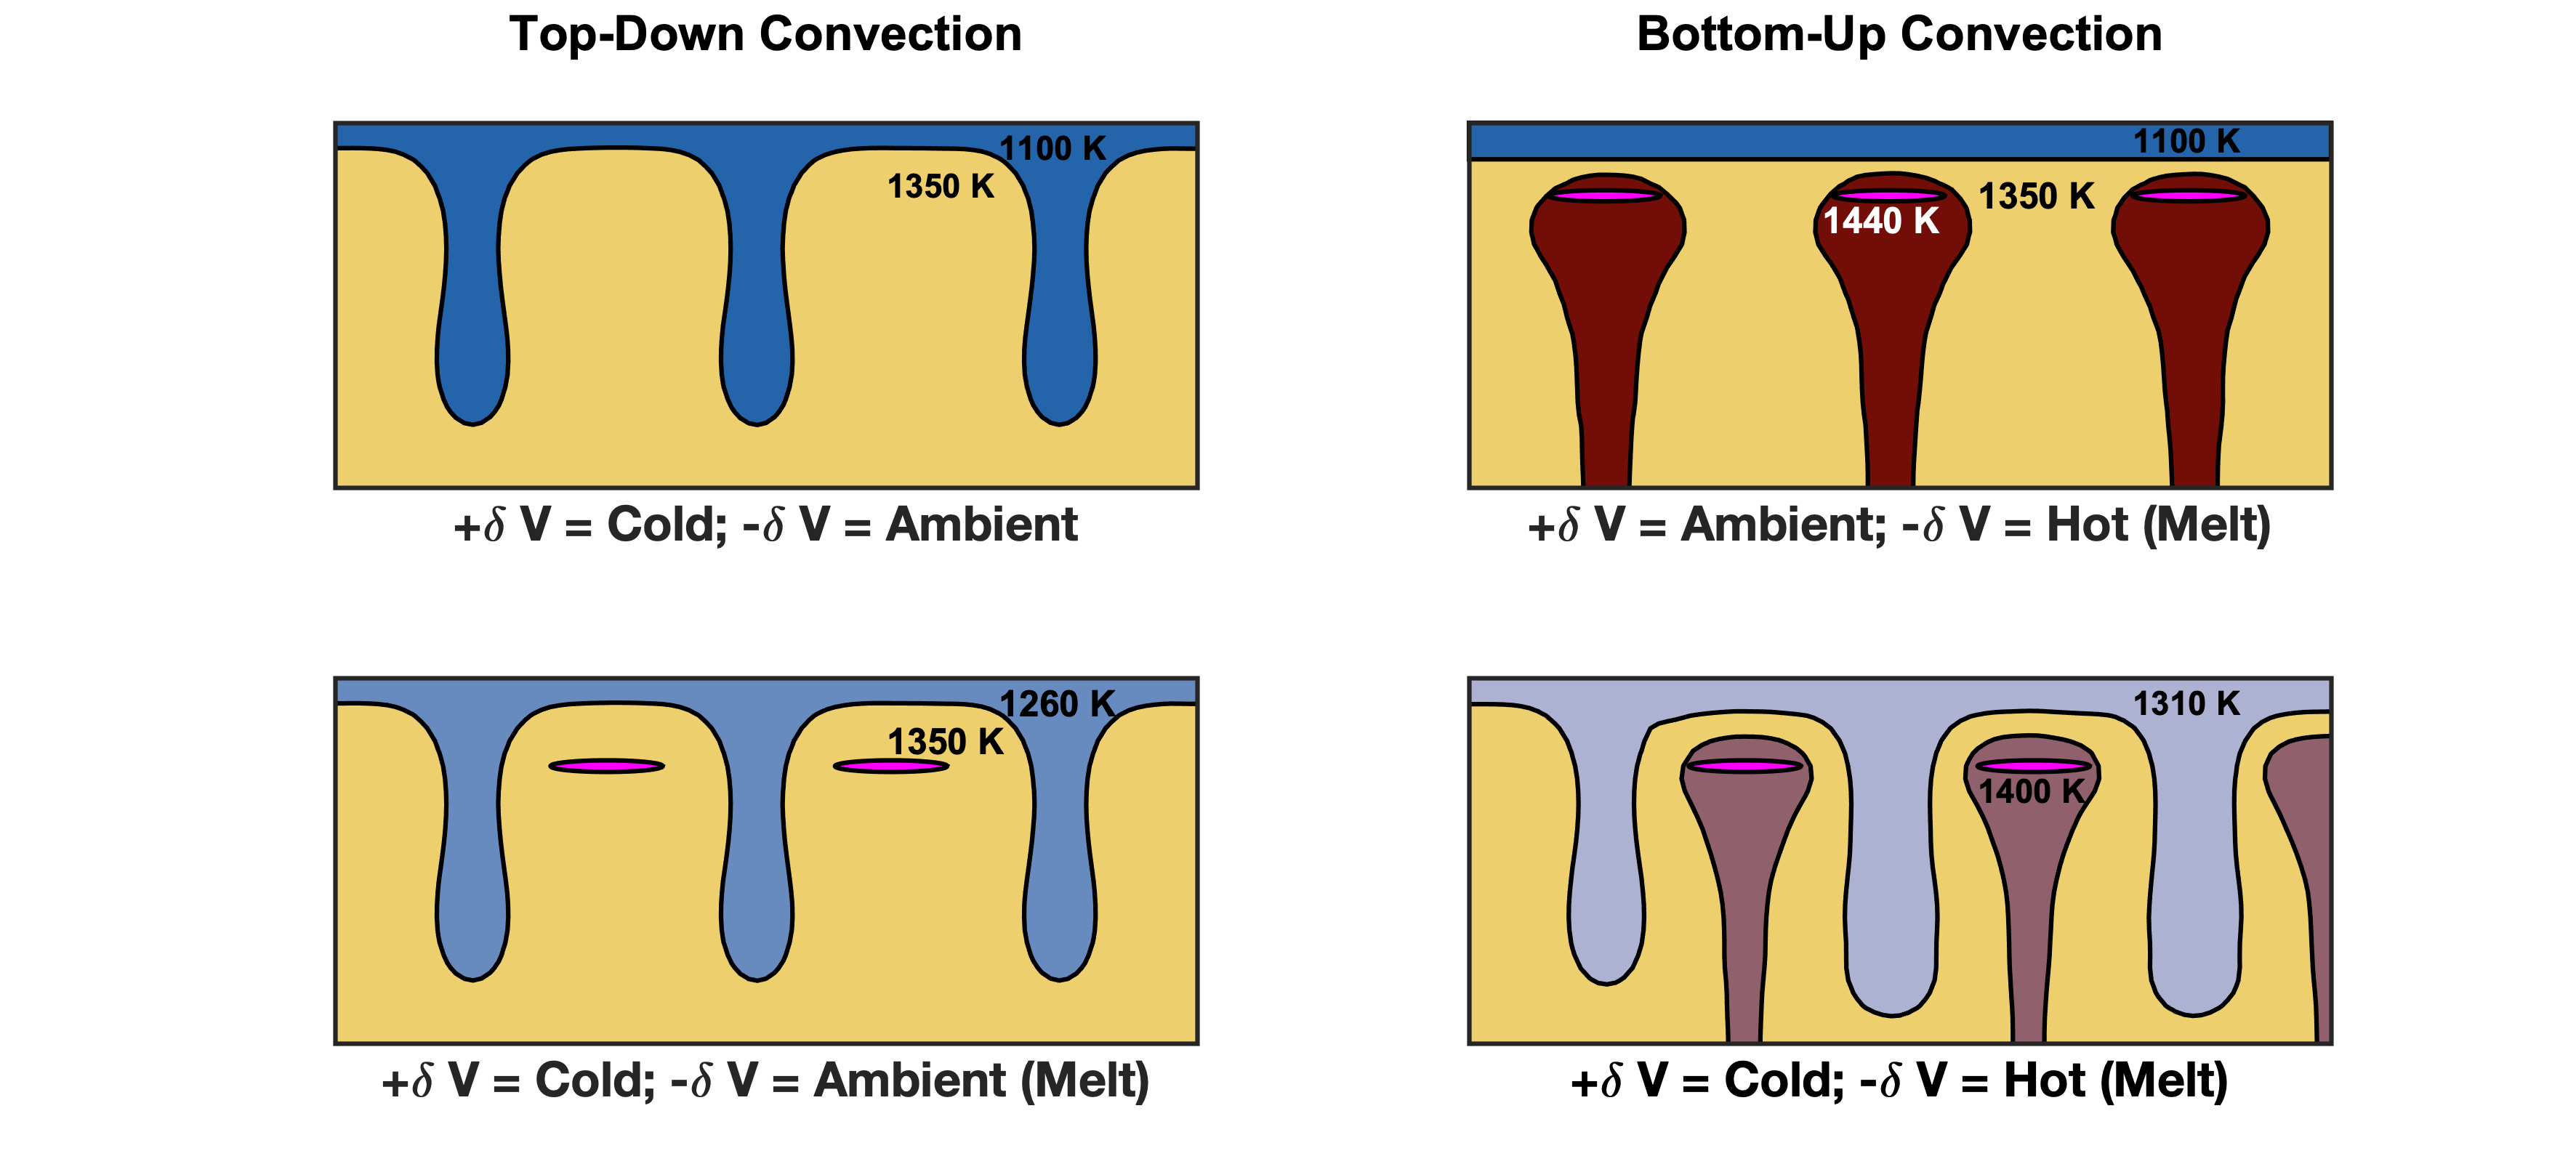 Top-Down Convection
Bottom-Up Convection
1100 K
1350 K
1100 K
1350 K
1440 K
+δ V = Cold; -δ V = Ambient
+δ V = Ambient; -δ V = Hot (Melt)
1260 K
1350 K
1310 K
1400 K
+δ V = Cold; -δ V = Ambient (Melt)
+δ V = Cold; -δ V = Hot (Melt)